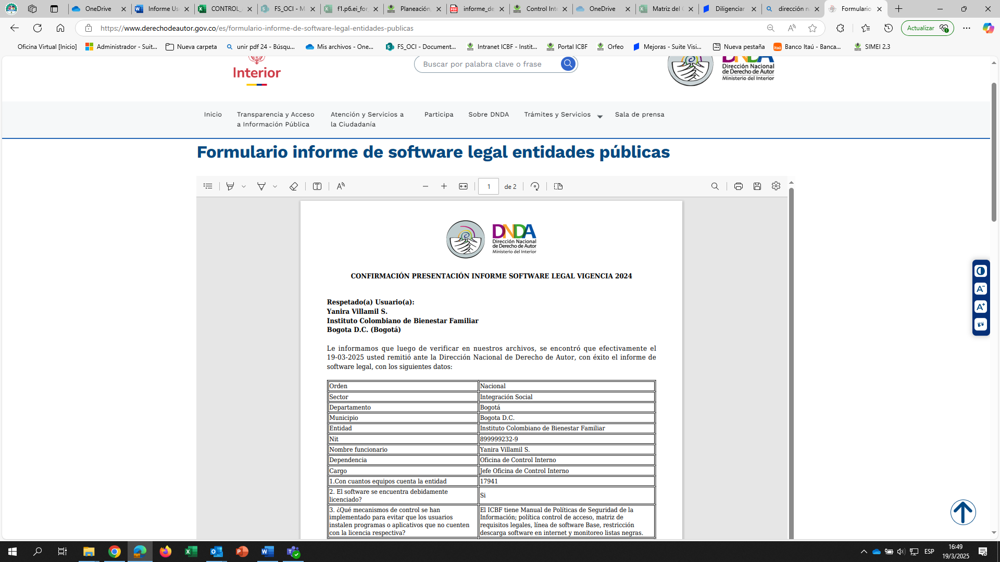 OneDrive
Informe Us
CONTROL_
FS_OCI - M
f1.p6.ei_for
Planeación,
informe_de
Control Inte
OneDrive
Matriz del C
Diligenciar
dirección n
Formulario
https://www.derechodeautor.gov.co/es/formulario-informe-de-software-legal-entidades-publicas
Actualizar
Oficina Virtual [Inicio]
Administrador - Suit...
Nueva carpeta
unir pdf 24 - Búsqu...
Mis archivos - One...
FS_OCI - Document...
Intranet ICBF - Instit...
Portal ICBF
Orfeo
Mejoras - Suite Visi...
Nueva pestaña
Banco Itaú - Banca...
SIMEI 2.3
Interior
Buscar por palabra clave o frase
DNDA
Dirección Nacional
de Derecho de Autor
Ministerio del Interior
Inicio
Transparencia y Acceso
a Información Pública
Atención y Servicios a
la Ciudadanía
Participa
Sobre DNDA
Trámites y Servicios
Sala de prensa
Formulario informe de software legal entidades públicas
1 de 2
DNDA
Dirección Nacional
de Derecho de Autor
Ministerio del Interior
CONFIRMACIÓN PRESENTACIÓN INFORME SOFTWARE LEGAL VIGENCIA 2024
Respetado(a) Usuario(a):
Yanira Villamil S.
Instituto Colombiano de Bienestar Familiar
Bogota D.C. (Bogotá)
Le informamos que luego de verificar en nuestros archivos, se encontró que efectivamente el
19-03-2025 usted remitió ante la Dirección Nacional de Derecho de Autor, con éxito el informe de
software legal, con los siguientes datos:
Orden Nacional
Sector Integración Social
Departamento Bogotá
Municipio Bogota D.C.
Entidad Instituto Colombiano de Bienestar Familiar
Nit 899999232-9
Nombre funcionario Yanira Villamil S.
Dependencia Oficina de Control Interno
Cargo Jefe Oficina de Control Interno
1.Con cuantos equipos cuenta la entidad 17941
2. El software se encuentra debidamente
licenciado?
Si
3. ¿Qué mecanismos de control se han
implementado para evitar que los usuarios
instalen programas o aplicativos que no cuenten
con la licencia respectiva?
El ICBF tiene Manual de Políticas de Seguridad de la
Información; política control de acceso, matriz de
requisitos legales, línea de software Base, restricción
descarga software en internet y monitoreo listas negras.
A-
A+
ESP
16:49
19/3/2025